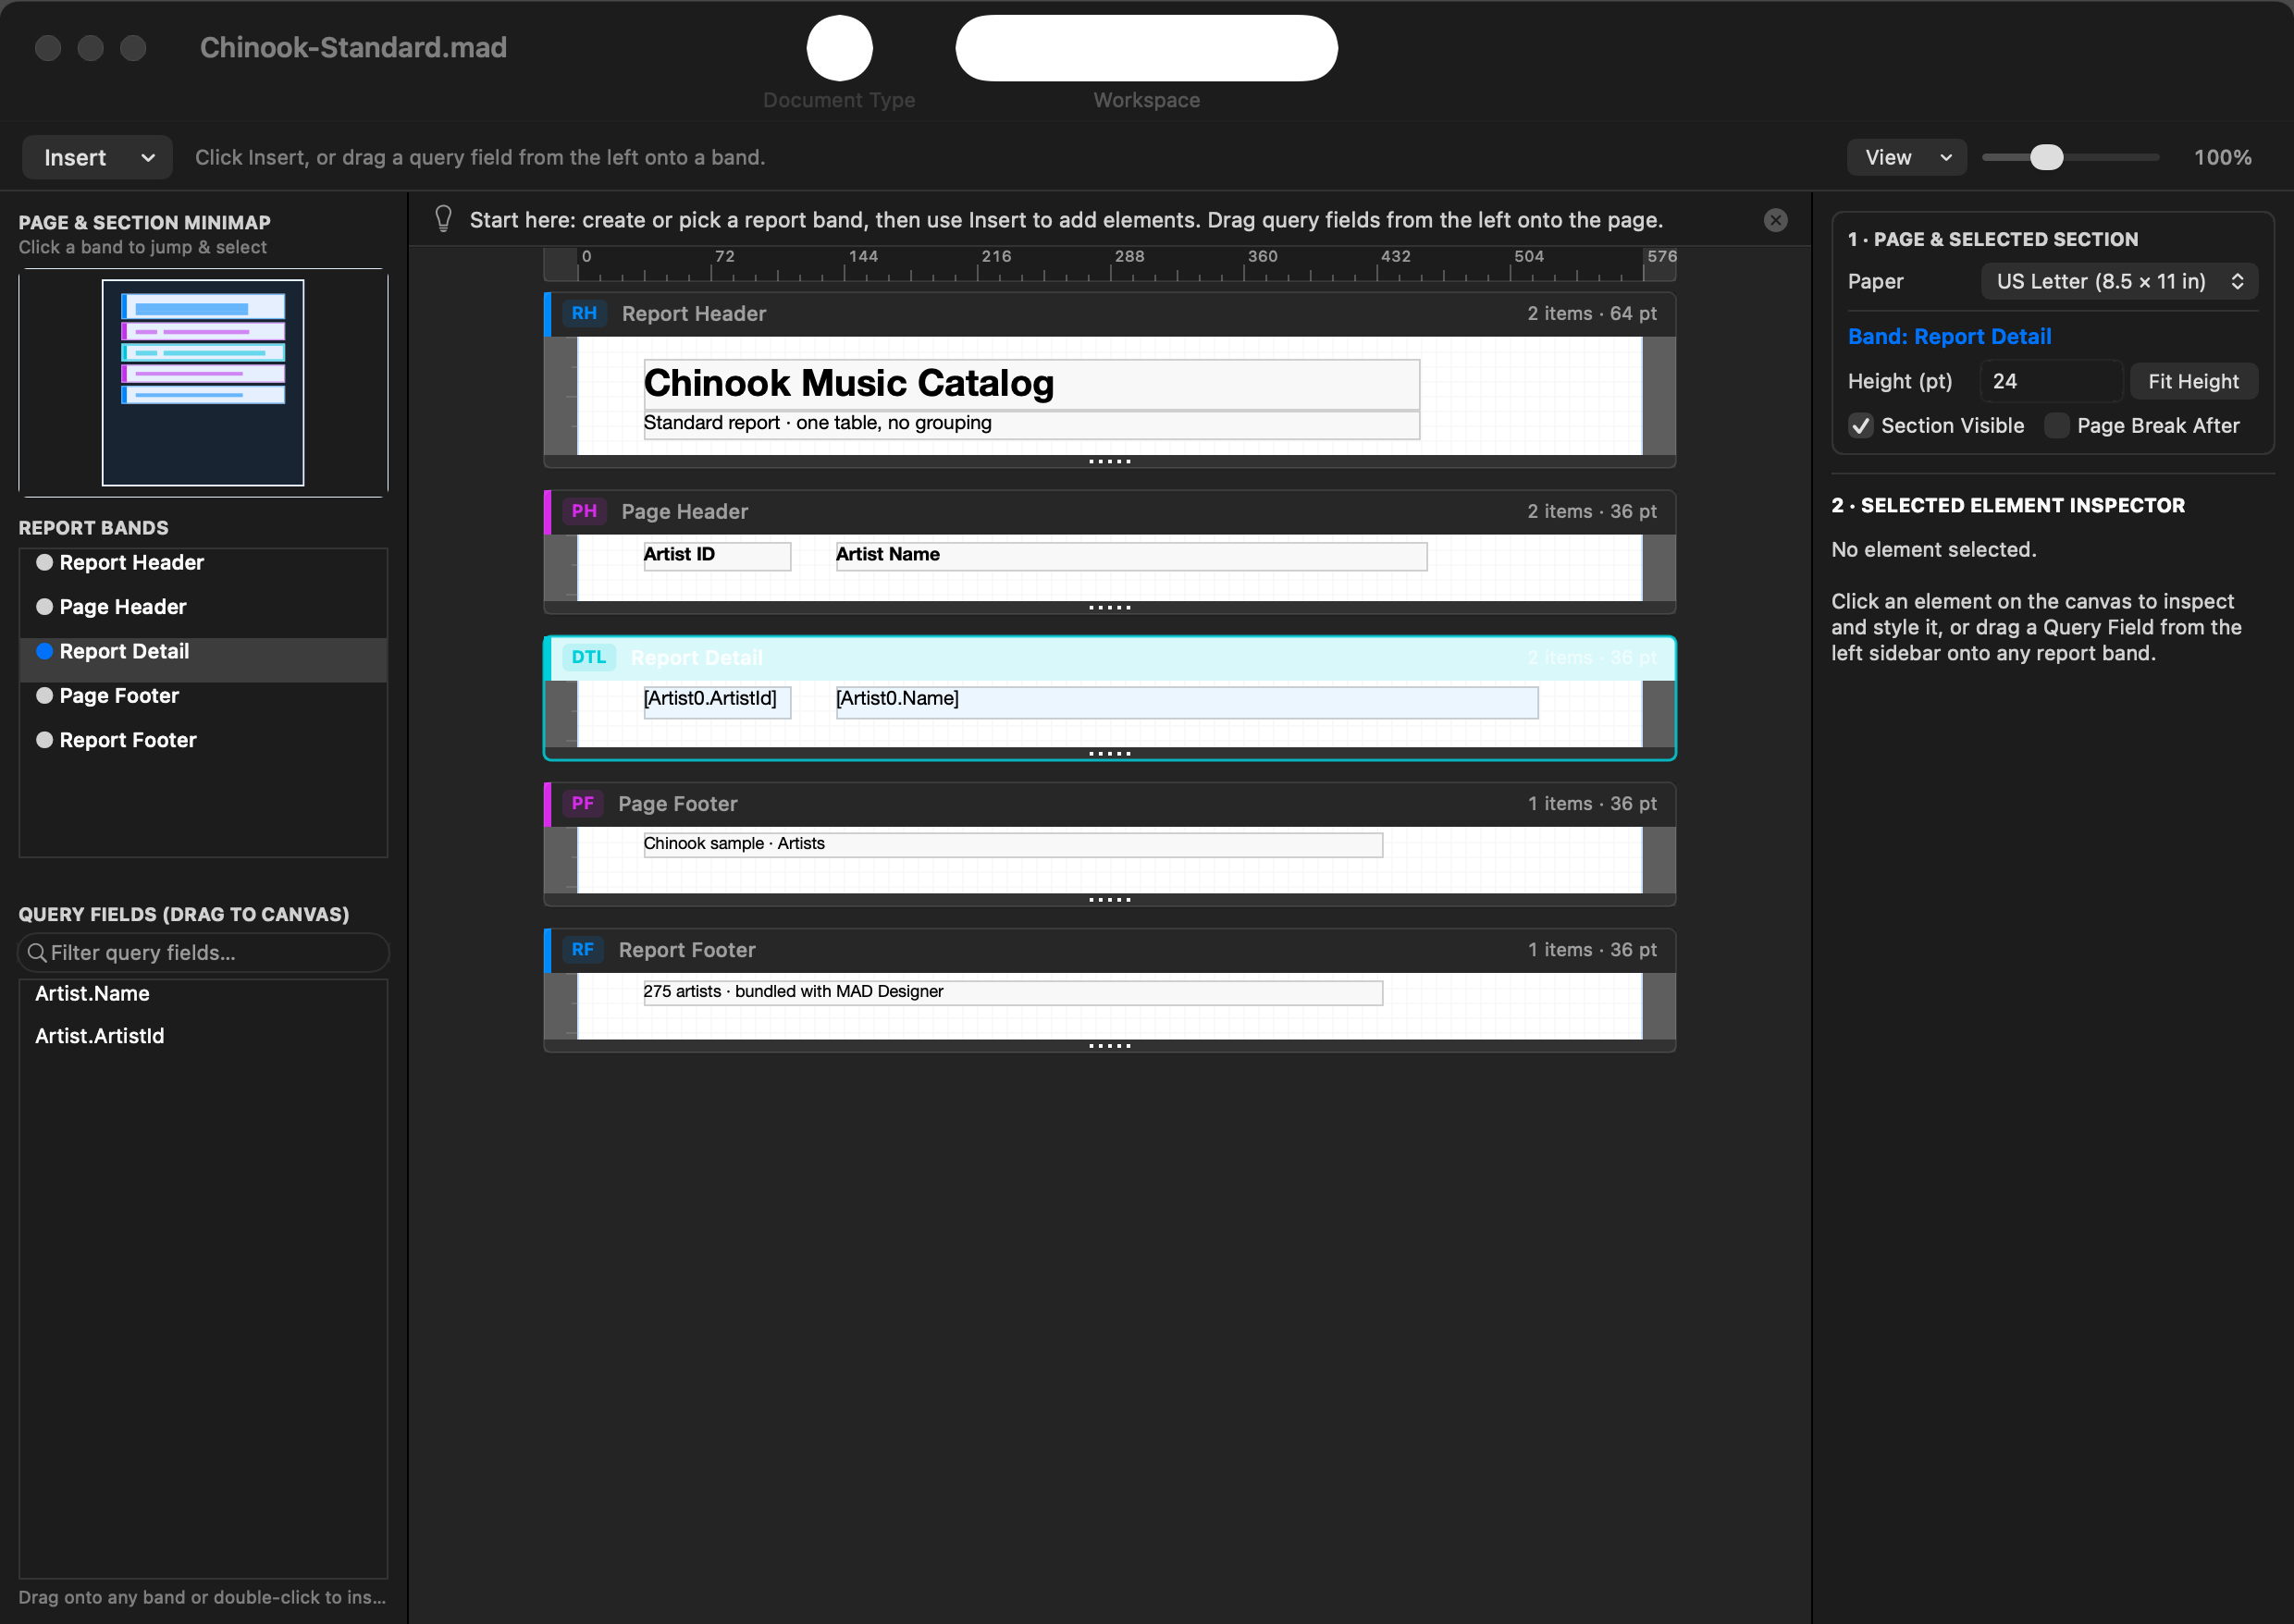 Chinook-Standard.mad
Document Type
Workspace
Insert
Click Insert, or drag a query field from the left onto a band.
View
100%
PAGE & SECTION MINIMAP
Click a band to jump & select
REPORT BANDS
Report Header
Page Header
Report Detail
Page Footer
Report Footer
QUERY FIELDS (DRAG TO CANVAS)
Filter query fields...
Artist.Name
Artist.ArtistId
Drag onto any band or double-click to ins...
Start here: create or pick a report band, then use Insert to add elements. Drag query fields from the left onto the page.
0 72 144 216 288 360 432 504 576
RH Report Header 2 items · 64 pt
Chinook Music Catalog
Standard report · one table, no grouping
PH Page Header 2 items · 36 pt
Artist ID Artist Name
DTL Report Detail 2 items · 36 pt
[Artist0.ArtistId] [Artist0.Name]
PF Page Footer 1 items · 36 pt
Chinook sample · Artists
RF Report Footer 1 items · 36 pt
275 artists · bundled with MAD Designer
1 · PAGE & SELECTED SECTION
Paper US Letter (8.5 × 11 in)
Band: Report Detail
Height (pt) 24 Fit Height
Section Visible Page Break After
2 · SELECTED ELEMENT INSPECTOR
No element selected.
Click an element on the canvas to inspect
and style it, or drag a Query Field from the
left sidebar onto any report band.